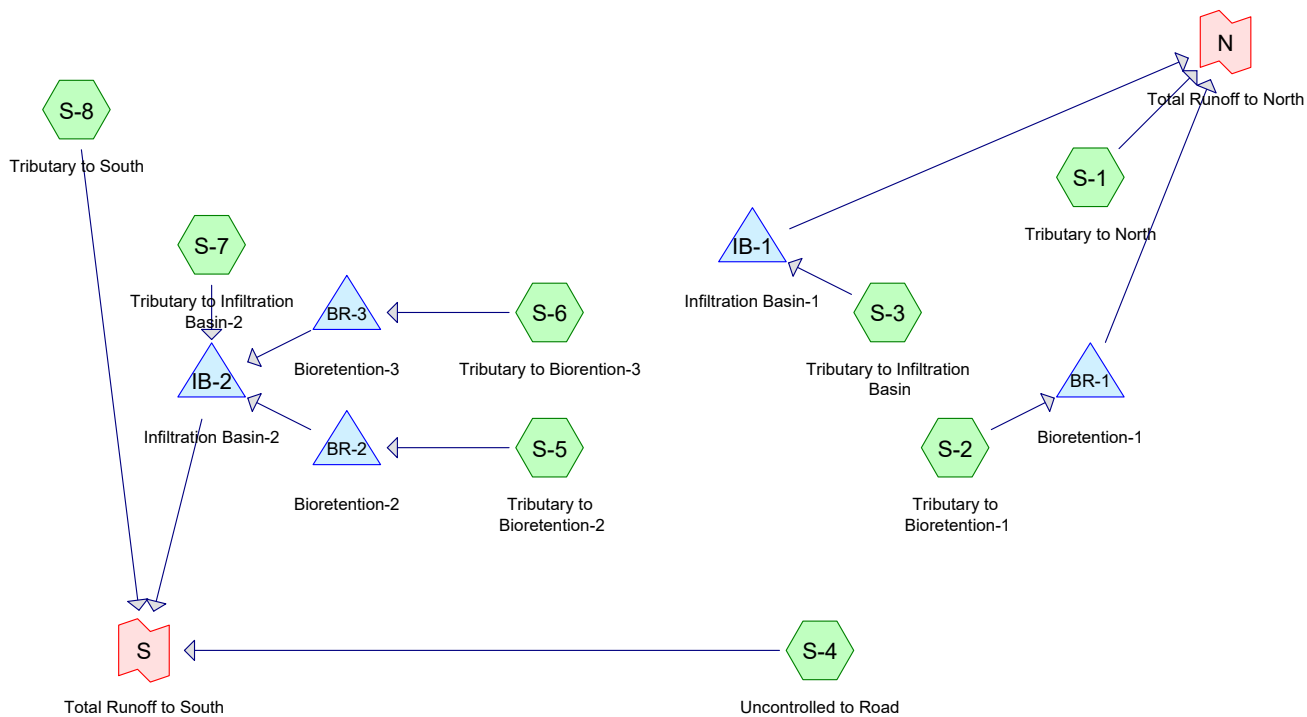 N
Total Runoff to North
S-8
Tributary to South
S-1
Tributary to North
S-7
Tributary to Infiltration
Basin-2
IB-1
Infiltration Basin-1
BR-3
Bioretention-3
S-6
Tributary to Biorention-3
S-3
Tributary to Infiltration
Basin
IB-2
Infiltration Basin-2
BR-1
Bioretention-1
BR-2
Bioretention-2
S-5
Tributary to
Bioretention-2
S-2
Tributary to
Bioretention-1
S
Total Runoff to South
S-4
Uncontrolled to Road